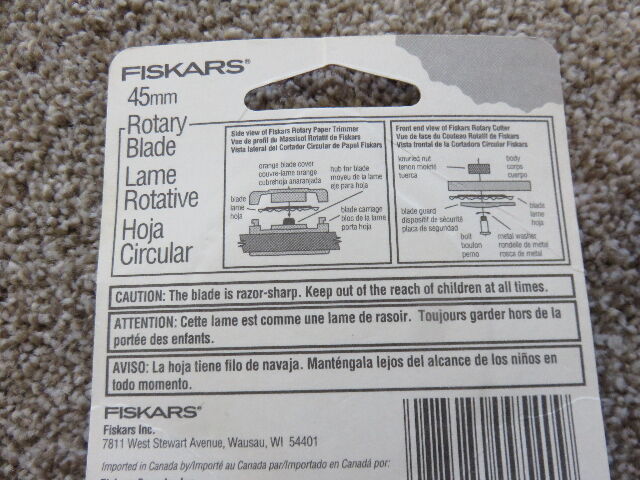 FISKARS®
45mm
Rotary
Blade
Lame
Rotative
Hoja
Circular
Side view of Fiskars Rotary Paper Trimmer
Vue de profil du Massicot Rotatif de Fiskars
Vista lateral del Cortador Circular de Papel Fiskars
orange blade cover
couvre-lame orange
cubrehoja anaranjada
hub for blade
moyeu de la lame
eje para hoja
blade
lame
hoja
blade carriage
bloc de la lame
porta hoja
Front end view of Fiskars Rotary Cutter
Vue de face du Couteau Rotatif de Fiskars
Vista frontal de la Cortadora Circular Fiskars
knurled nut
tenon moleté
tuerca
body
corps
cuerpo
blade guard
dispositif de sécurité
placa de seguridad
blade
lame
hoja
bolt
boulon
perno
metal washer
rondelle de metal
rosca de metal
CAUTION: The blade is razor-sharp. Keep out of the reach of children at all times.
ATTENTION: Cette lame est comme une lame de rasoir. Toujours garder hors de la
portée des enfants.
AVISO: La hoja tiene filo de navaja. Manténgala lejos del alcance de los niños en
todo momento.
FISKARS®
Fiskars Inc.
7811 West Stewart Avenue, Wausau, WI 54401
Imported in Canada by/Importé au Canada par/Importado en Canadá por: